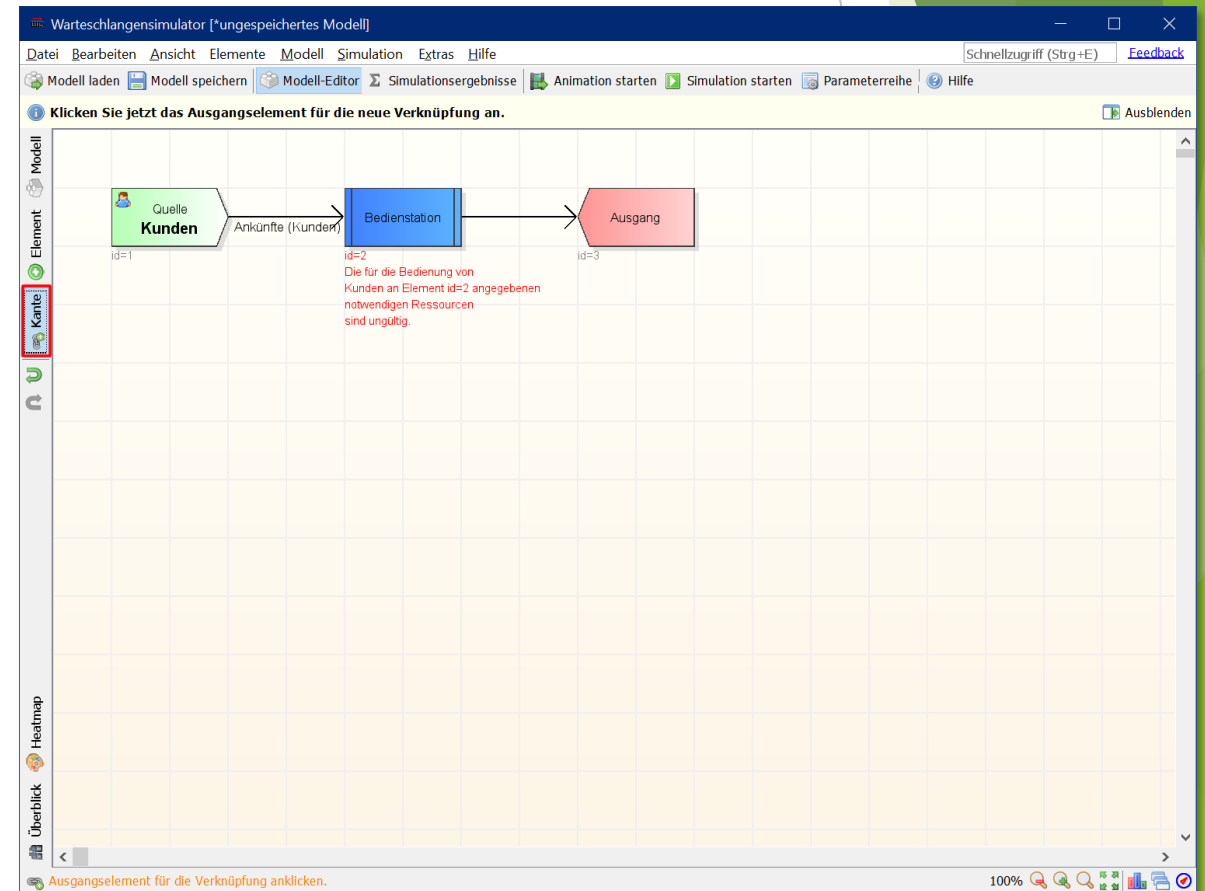 Warteschlangensimulator [*ungespeichertes Modell]
Datei Bearbeiten Ansicht Elemente Modell Simulation Extras Hilfe Schnellzugriff (Strg+E) Feedback
Modell laden Modell speichern Modell-Editor Σ Simulationsergebnisse Animation starten Simulation starten Parameterreihe Hilfe
Klicken Sie jetzt das Ausgangselement für die neue Verknüpfung an. Ausblenden
Modell
Element
Kante
Heatmap
Überblick
Quelle
Kunden
id=1
Ankünfte (Kunden)
Bedienstation
id=2
Die für die Bedienung von
Kunden an Element id=2 angegebenen
notwendigen Ressourcen
sind ungültig.
Ausgang
id=3
Ausgangselement für die Verknüpfung anklicken. 100%